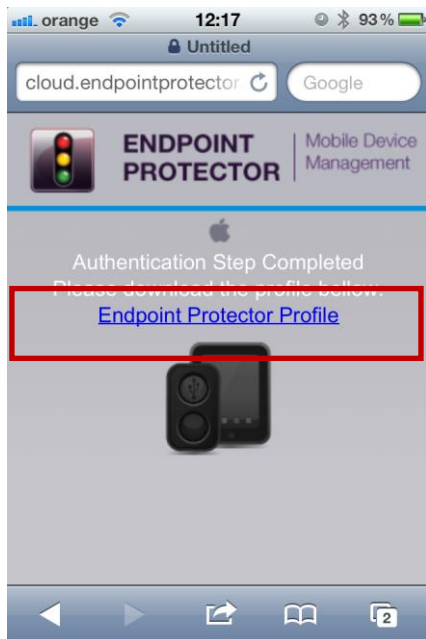 orange 12:17 93%
Untitled
cloud.endpointprotector Google
ENDPOINT PROTECTOR
Mobile Device Management
Authentication Step Completed
Please download the profile bellow.
Endpoint Protector Profile
2